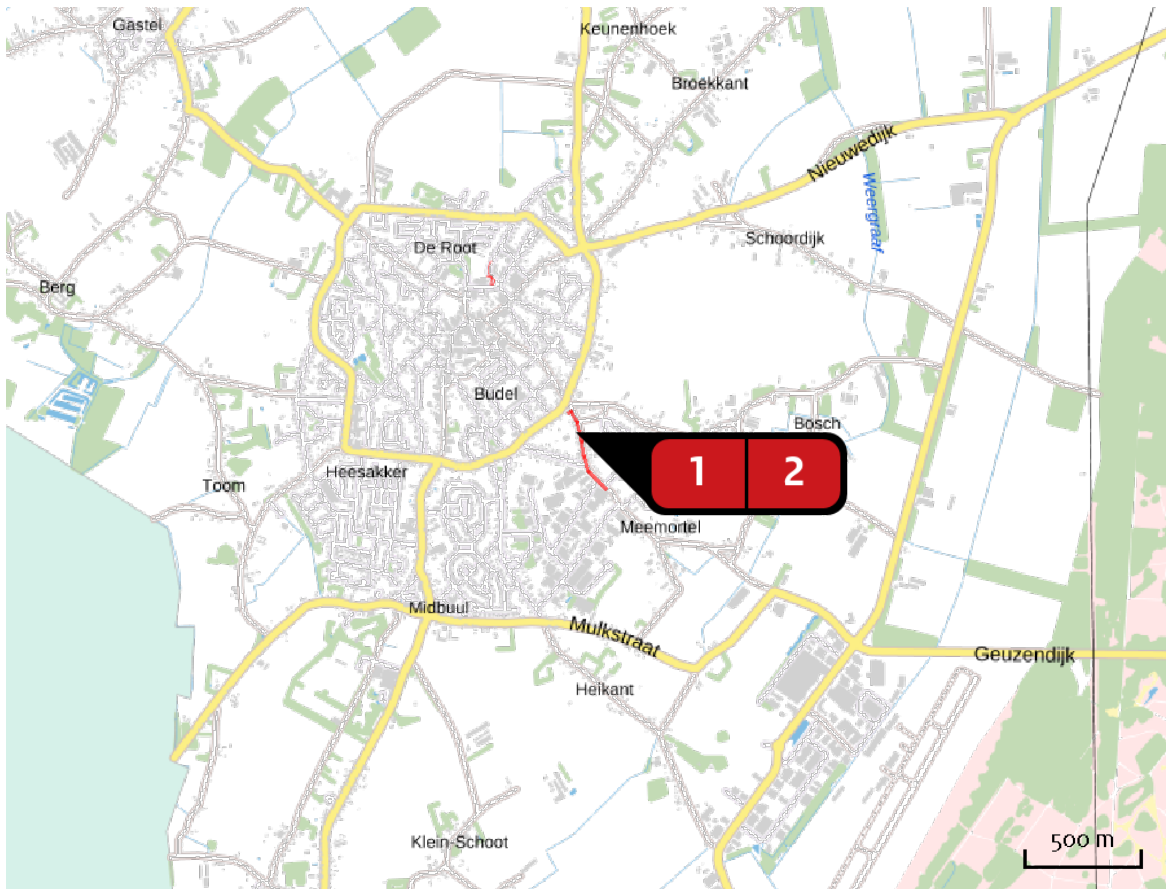 Gastel
Keunenhoek
Broekkant
Nieuwedijk
Weergraaf
De Root
Schoordijk
Berg
Budel
Bosch
Heesakker
Toom
1 2
Meemortel
Midbuul
Mulkstraat
Geuzendijk
Heikant
Klein-Schoot
500 m